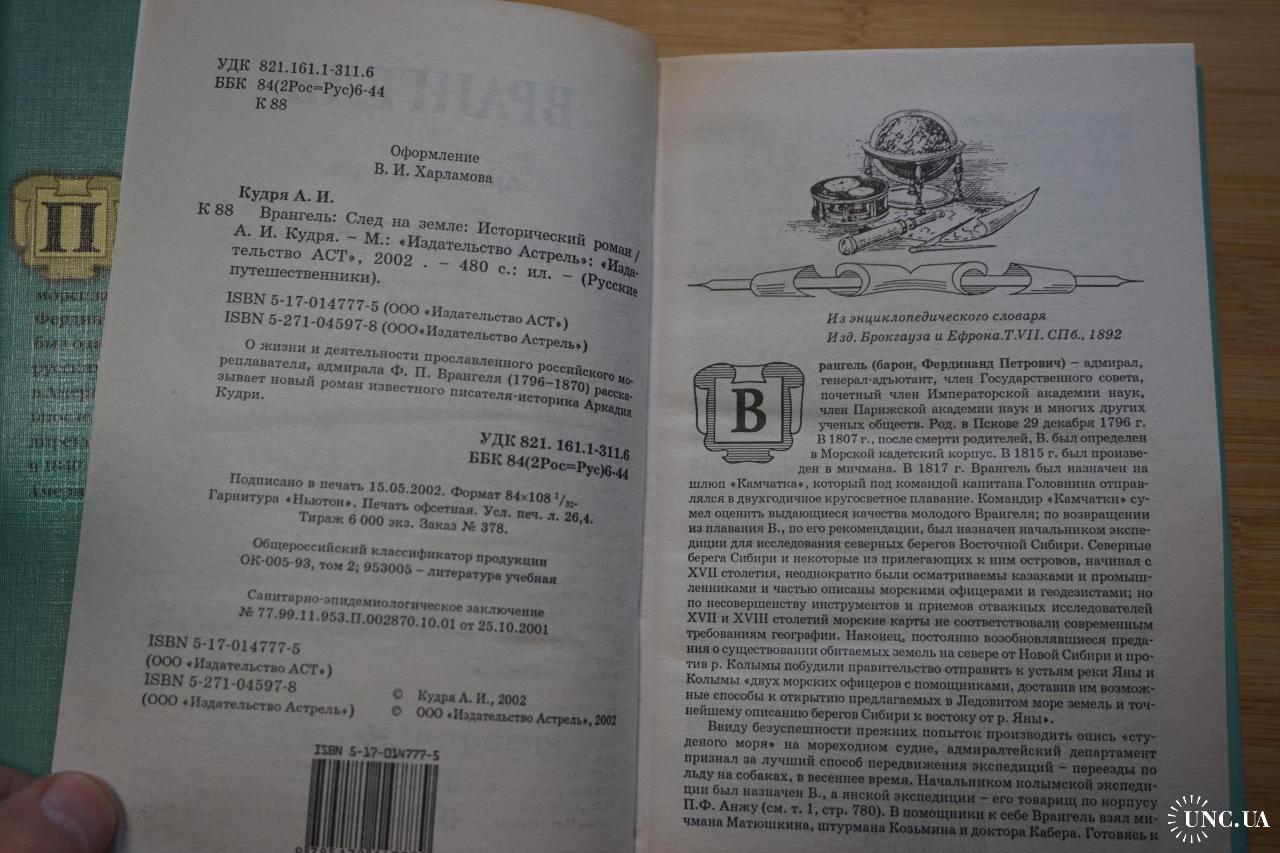 УДК 821.161.1-311.6
ББК 84(2Рос=Рус)6-44
К 88
Оформление
В. И. Харламова
Кудря А. И.
К 88 Врангель: След на земле: Исторический роман /
А. И. Кудря. – М.: «Издательство Астрель»: «Изда-
тельство АСТ», 2002 . – 480 с.: ил. – (Русские
путешественники).
ISBN 5-17-014777-5 (ООО «Издательство АСТ»)
ISBN 5-271-04597-8 (ООО«Издательство Астрель»)
О жизни и деятельности прославленного российского мо-
реплавателя, адмирала Ф. П. Врангеля (1796–1870) расска-
зывает новый роман известного писателя-историка Аркадия
Кудри.
УДК 821. 161.1-311.6
ББК 84(2Рос=Рус)6-44
Подписано в печать 15.05.2002. Формат 84×108 1/32.
Гарнитура «Ньютон». Печать офсетная. Усл. печ. л. 26,4.
Тираж 6 000 экз. Заказ № 378.
Общероссийский классификатор продукции
ОК-005-93, том 2; 953005 – литература учебная
Санитарно-эпидемиологическое заключение
№ 77.99.11.953.П.002870.10.01 от 25.10.2001
ISBN 5-17-014777-5
(ООО «Издательство АСТ»)
ISBN 5-271-04597-8
(ООО «Издательство Астрель»)
© Кудря А. И., 2002
© ООО «Издательство Астрель», 2002
ISBN 5-17-014777-5
П
Из энциклопедического словаря
Изд. Брокгауза и Ефрона.Т.VII. СПб., 1892
В
рангель (барон, Фердинанд Петрович) – адмирал,
генерал-адъютант, член Государственного совета,
почетный член Императорской академии наук,
член Парижской академии наук и многих других
ученых обществ. Род. в Пскове 29 декабря 1796 г.
В 1807 г., после смерти родителей, В. был определен
в Морской кадетский корпус. В 1815 г. был произве-
ден в мичмана. В 1817 г. Врангель был назначен на
шлюп «Камчатка», который под командой капитана Головнина отправ-
лялся в двухгодичное кругосветное плавание. Командир «Камчатки» су-
мел оценить выдающиеся качества молодого Врангеля; по возвращении
из плавания В., по его рекомендации, был назначен начальником экспе-
диции для исследования северных берегов Восточной Сибири. Северные
берега Сибири и некоторые из прилегающих к ним островов, начиная с
XVII столетия, неоднократно были осматриваемы казаками и промыш-
ленниками и частью описаны морскими офицерами и геодезистами; но
по несовершенству инструментов и приемов отважных исследователей
XVII и XVIII столетий морские карты не соответствовали современным
требованиям географии. Наконец, постоянно возобновлявшиеся преда-
ния о существовании обитаемых земель на севере от Новой Сибири и про-
тив р. Колымы побудили правительство отправить к устьям реки Яны и
Колымы «двух морских офицеров с помощниками, доставив им возмож-
ные способы к открытию предлагаемых в Ледовитом море земель и точ-
нейшему описанию берегов Сибири к востоку от р. Яны».
Ввиду безуспешности прежних попыток производить опись «сту-
деного моря» на мореходном судне, адмиралтейский департамент
признал за лучший способ передвижения экспедиций – переезды по
льду на собаках, в весеннее время. Начальником колымской экспеди-
ции был назначен В., а янской экспедиции – его товарищ по корпусу
П.Ф. Анжу (см. т. 1, стр. 780). В помощники к себе Врангель взял ми-
чмана Матюшкина, штурмана Козьмина и доктора Кабера. Готовясь к
UNC.UA